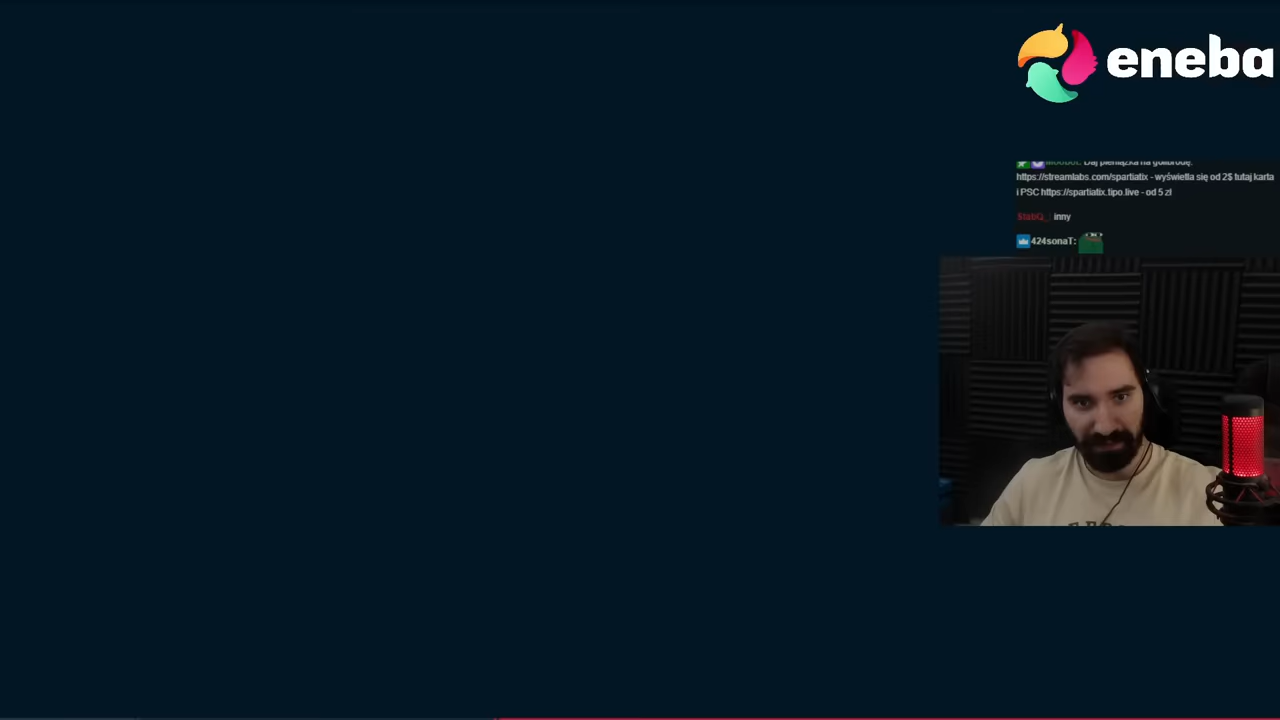 eneba
Daj pieniążka na golibrodę.
https://streamlabs.com/spartiatix - wyświetla się od 2$ tutaj karta
i PSC https://spartiatix.tipo.live - od 5 zł
inny
424sonaT: